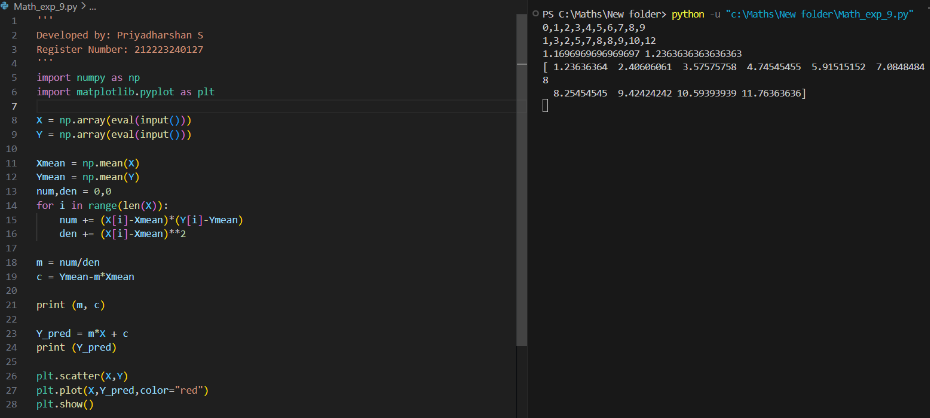 Math_exp_9.py > ...
1 '''
2 Developed by: Priyadharshan S
3 Register Number: 212223240127
4 '''
5 import numpy as np
6 import matplotlib.pyplot as plt
7
8 X = np.array(eval(input()))
9 Y = np.array(eval(input()))
10
11 Xmean = np.mean(X)
12 Ymean = np.mean(Y)
13 num,den = 0,0
14 for i in range(len(X)):
15     num += (X[i]-Xmean)*(Y[i]-Ymean)
16     den += (X[i]-Xmean)**2
17
18 m = num/den
19 c = Ymean-m*Xmean
20
21 print (m, c)
22
23 Y_pred = m*X + c
24 print (Y_pred)
25
26 plt.scatter(X,Y)
27 plt.plot(X,Y_pred,color="red")
28 plt.show()
PS C:\Maths\New folder> python -u "c:\Maths\New folder\Math_exp_9.py"
0,1,2,3,4,5,6,7,8,9
1,3,2,5,7,8,8,9,10,12
1.1696969696969697 1.2363636363636363
[ 1.23636364  2.40606061  3.57575758  4.74545455  5.91515152  7.0848484
8
  8.25454545  9.42424242 10.59393939 11.76363636]